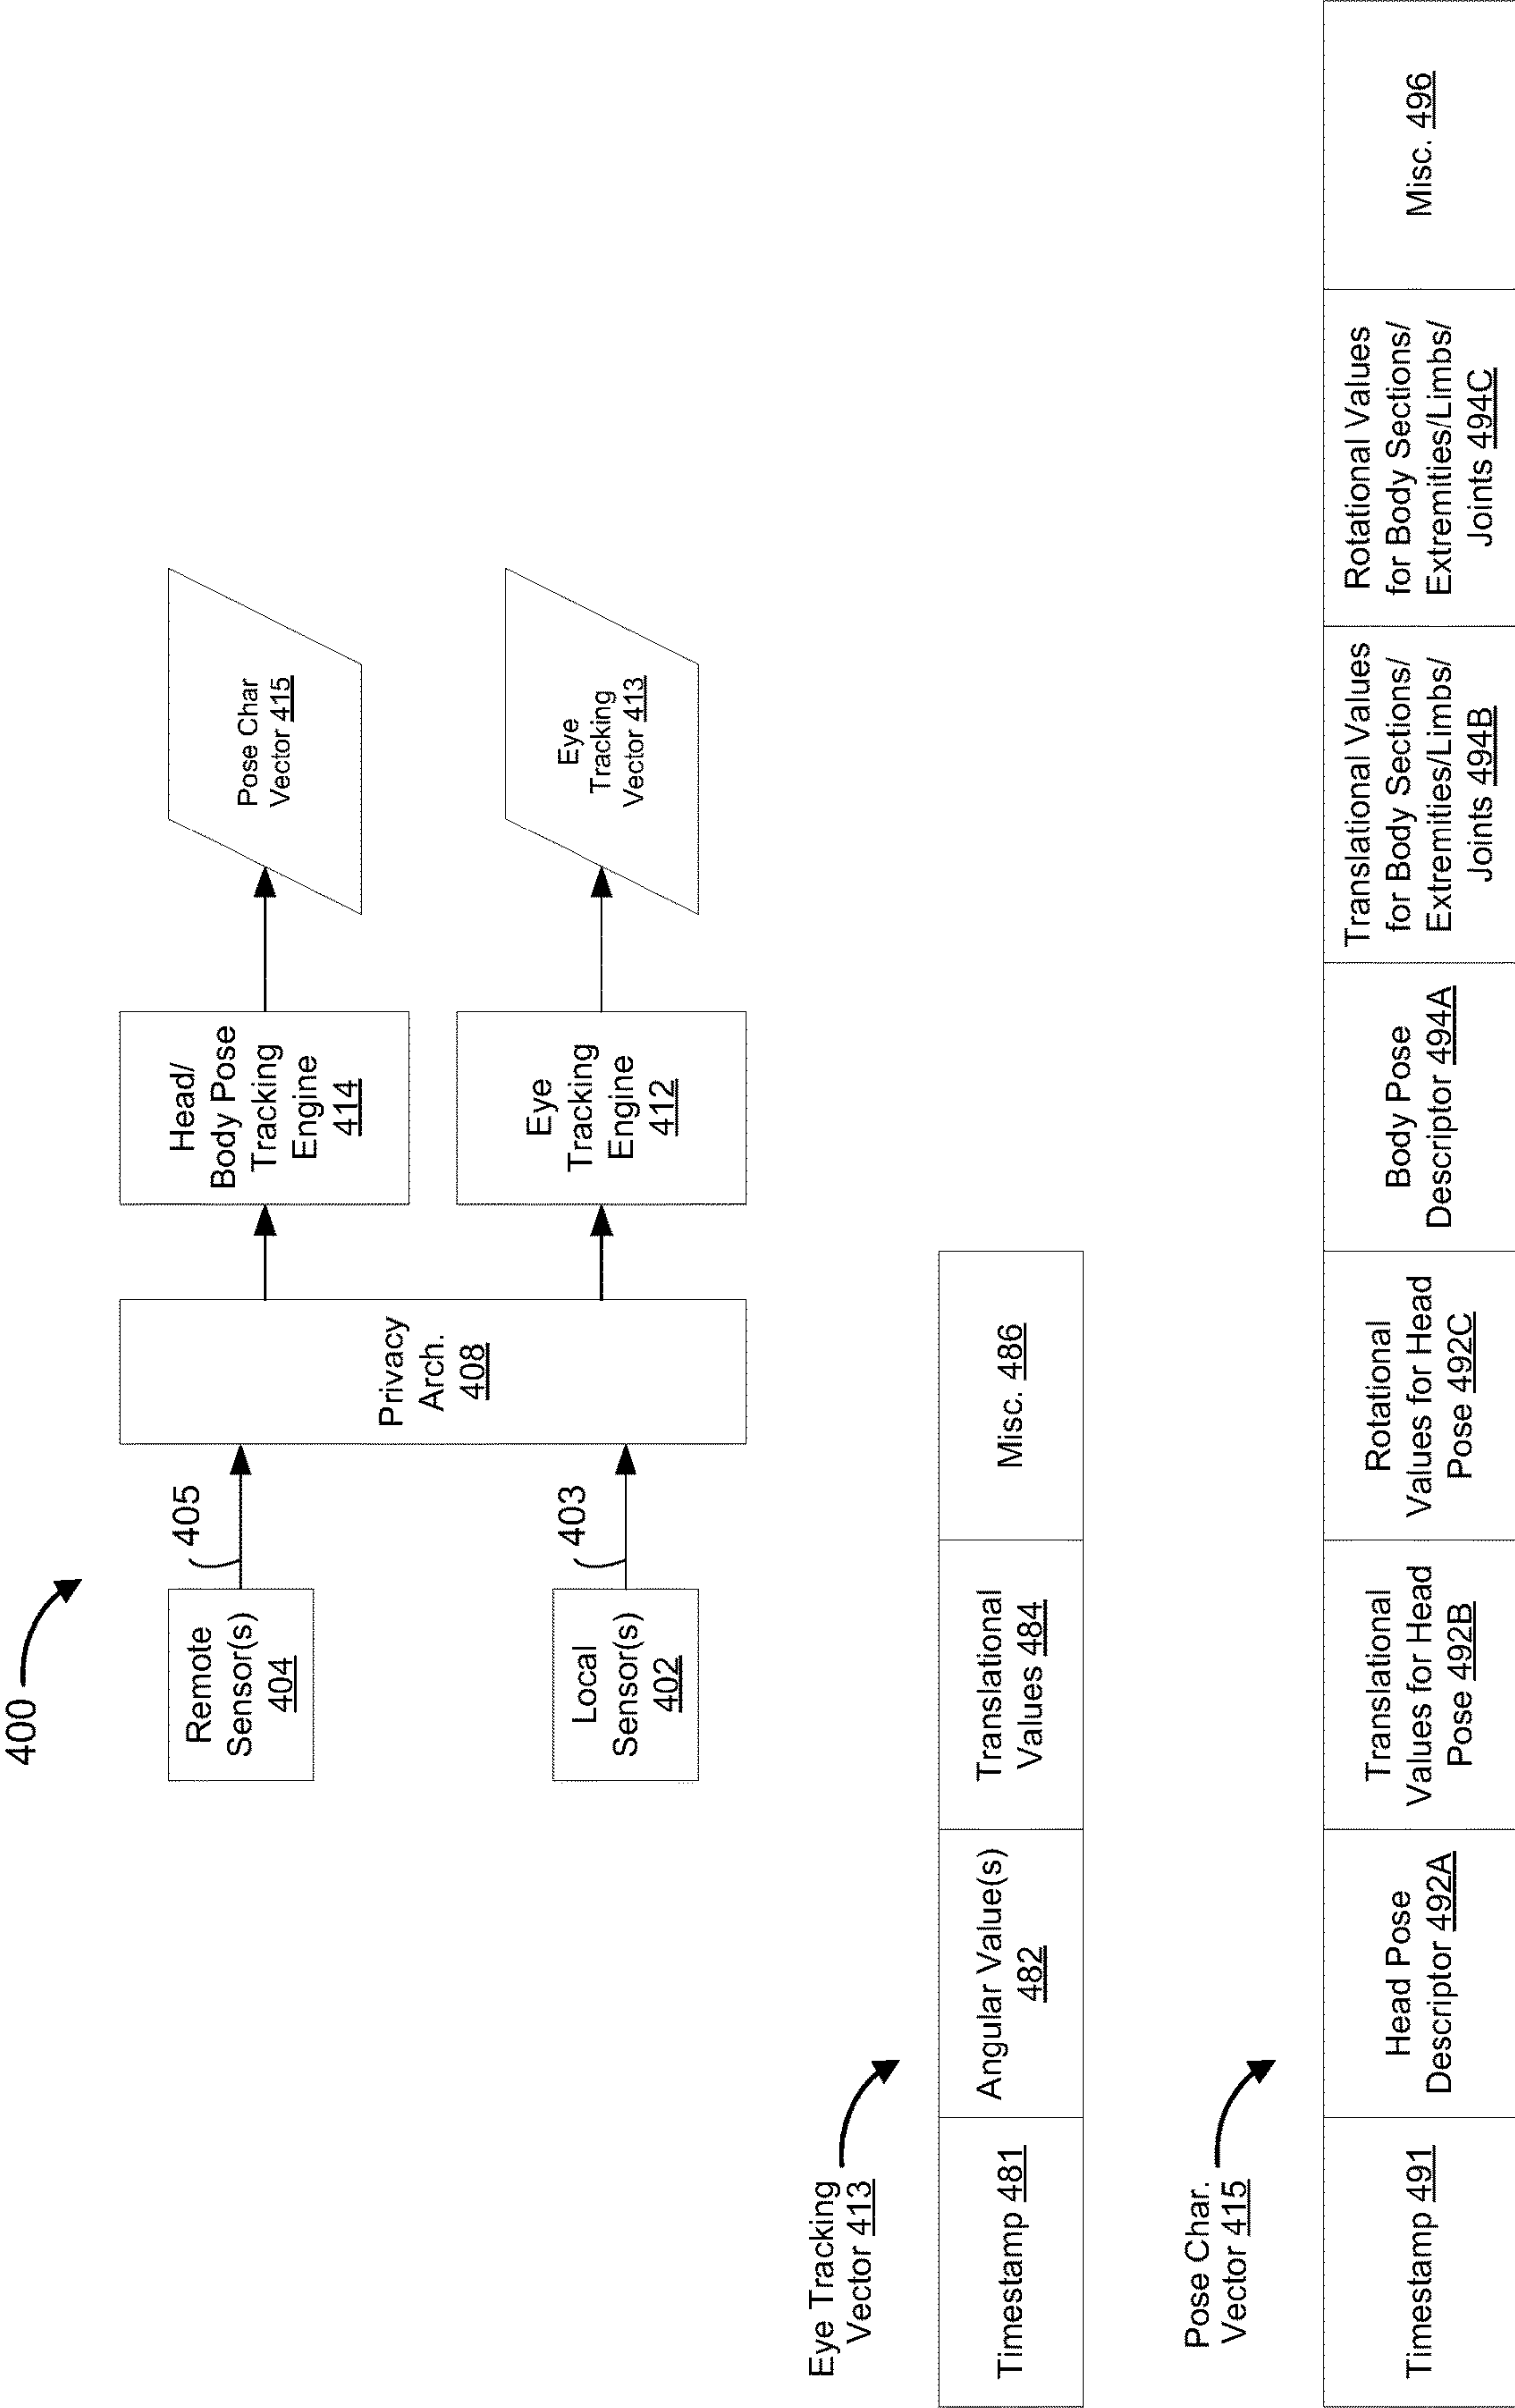 400
Remote
Sensor(s)
404
405
Local
Sensor(s)
402
403
Privacy
Arch.
408
Head/
Body Pose
Tracking
Engine
414
Eye
Tracking
Engine
412
Pose Char
Vector 415
Eye
Tracking
Vector 413
Eye Tracking
Vector 413
Timestamp 481
Angular Value(s)
482
Translational
Values 484
Misc. 486
Pose Char.
Vector 415
Timestamp 491
Head Pose
Descriptor 492A
Translational
Values for Head
Pose 492B
Rotational
Values for Head
Pose 492C
Body Pose
Descriptor 494A
Translational Values
for Body Sections/
Extremities/Limbs/
Joints 494B
Rotational Values
for Body Sections/
Extremities/Limbs/
Joints 494C
Misc. 496